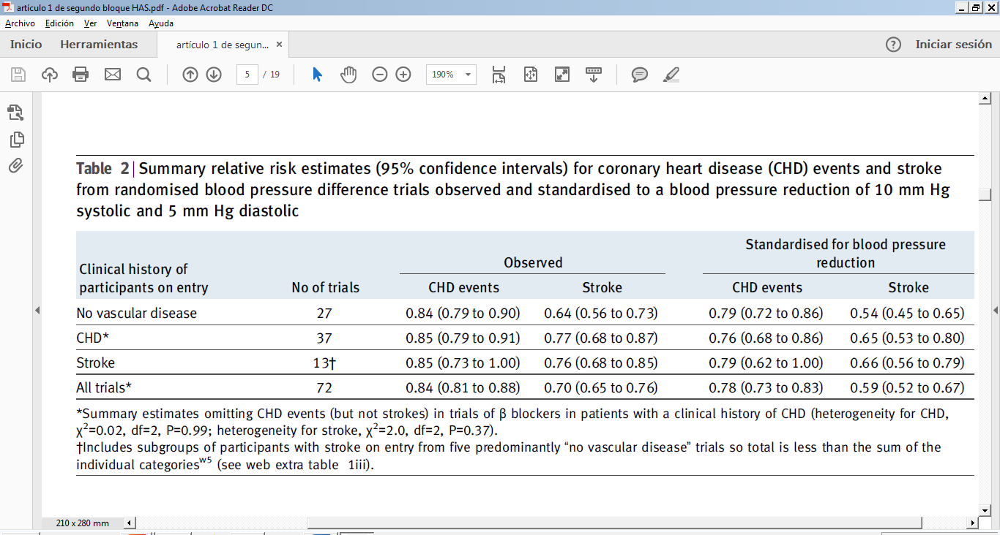 artículo 1 de segundo bloque HAS.pdf - Adobe Acrobat Reader DC
Archivo Edición Ver Ventana Ayuda
Inicio Herramientas artículo 1 de segun... × ? Iniciar sesión
5 / 19 190%
Table 2 | Summary relative risk estimates (95% confidence intervals) for coronary heart disease (CHD) events and stroke
from randomised blood pressure difference trials observed and standardised to a blood pressure reduction of 10 mm Hg
systolic and 5 mm Hg diastolic
Standardised for blood pressure
Observed reduction
Clinical history of
participants on entry No of trials CHD events Stroke CHD events Stroke
No vascular disease 27 0.84 (0.79 to 0.90) 0.64 (0.56 to 0.73) 0.79 (0.72 to 0.86) 0.54 (0.45 to 0.65)
CHD* 37 0.85 (0.79 to 0.91) 0.77 (0.68 to 0.87) 0.76 (0.68 to 0.86) 0.65 (0.53 to 0.80)
Stroke 13† 0.85 (0.73 to 1.00) 0.76 (0.68 to 0.85) 0.79 (0.62 to 1.00) 0.66 (0.56 to 0.79)
All trials* 72 0.84 (0.81 to 0.88) 0.70 (0.65 to 0.76) 0.78 (0.73 to 0.83) 0.59 (0.52 to 0.67)
*Summary estimates omitting CHD events (but not strokes) in trials of β blockers in patients with a clinical history of CHD (heterogeneity for CHD,
χ²=0.02, df=2, P=0.99; heterogeneity for stroke, χ²=2.0, df=2, P=0.37).
†Includes subgroups of participants with stroke on entry from five predominantly “no vascular disease” trials so total is less than the sum of the
individual categories^w5 (see web extra table 1iii).
210 x 280 mm